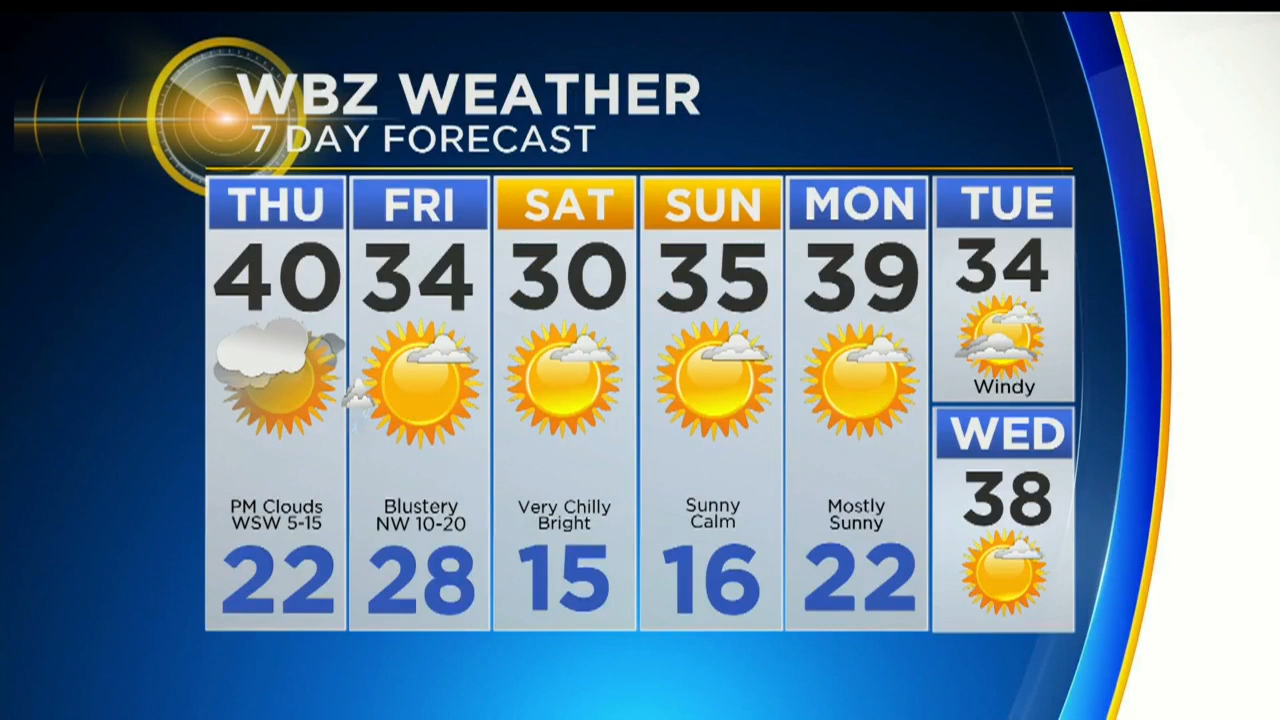 WBZ WEATHER
7 DAY FORECAST
THU
40
PM Clouds
WSW 5-15
22
FRI
34
Blustery
NW 10-20
28
SAT
30
Very Chilly
Bright
15
SUN
35
Sunny
Calm
16
MON
39
Mostly
Sunny
22
TUE
34
Windy
WED
38